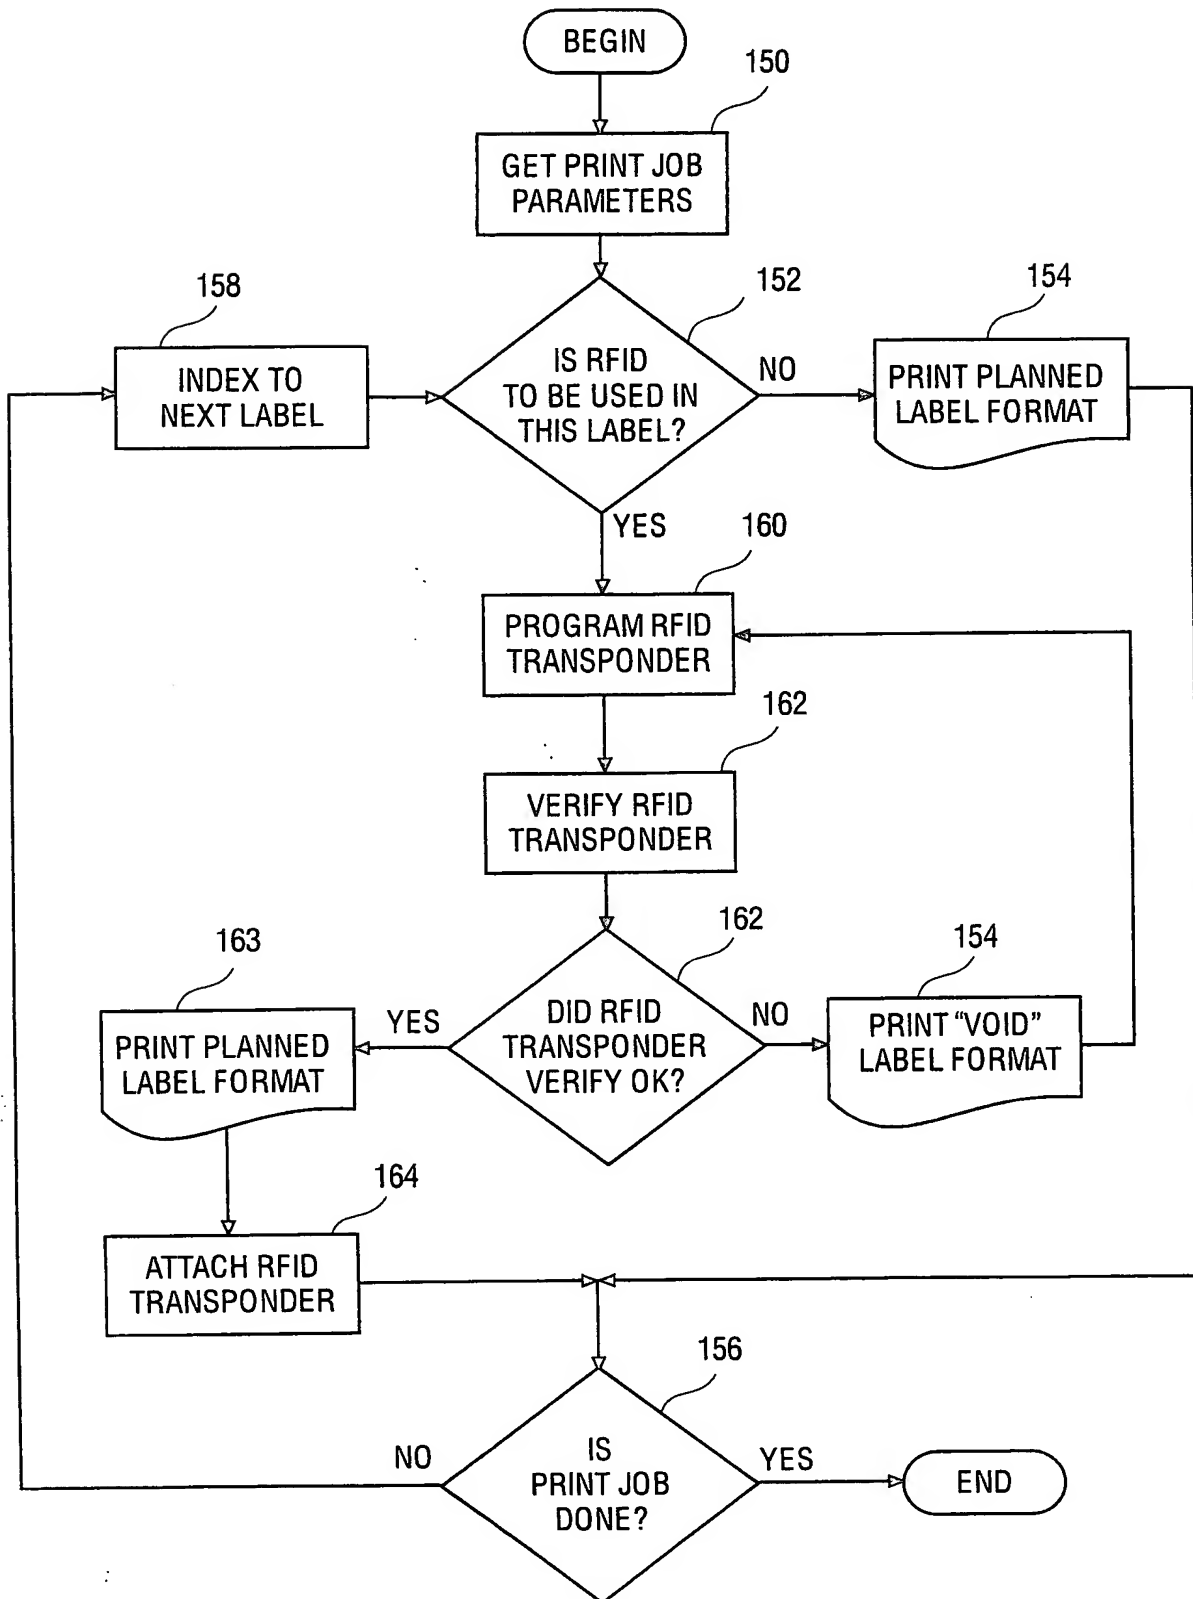 BEGIN
150
GET PRINT JOB
PARAMETERS
158
152
154
INDEX TO
NEXT LABEL
IS RFID
TO BE USED IN
THIS LABEL?
NO
PRINT PLANNED
LABEL FORMAT
YES
160
PROGRAM RFID
TRANSPONDER
162
VERIFY RFID
TRANSPONDER
163
162
154
PRINT PLANNED
LABEL FORMAT
YES
DID RFID
TRANSPONDER
VERIFY OK?
NO
PRINT “VOID”
LABEL FORMAT
164
ATTACH RFID
TRANSPONDER
156
NO
IS
PRINT JOB
DONE?
YES
END